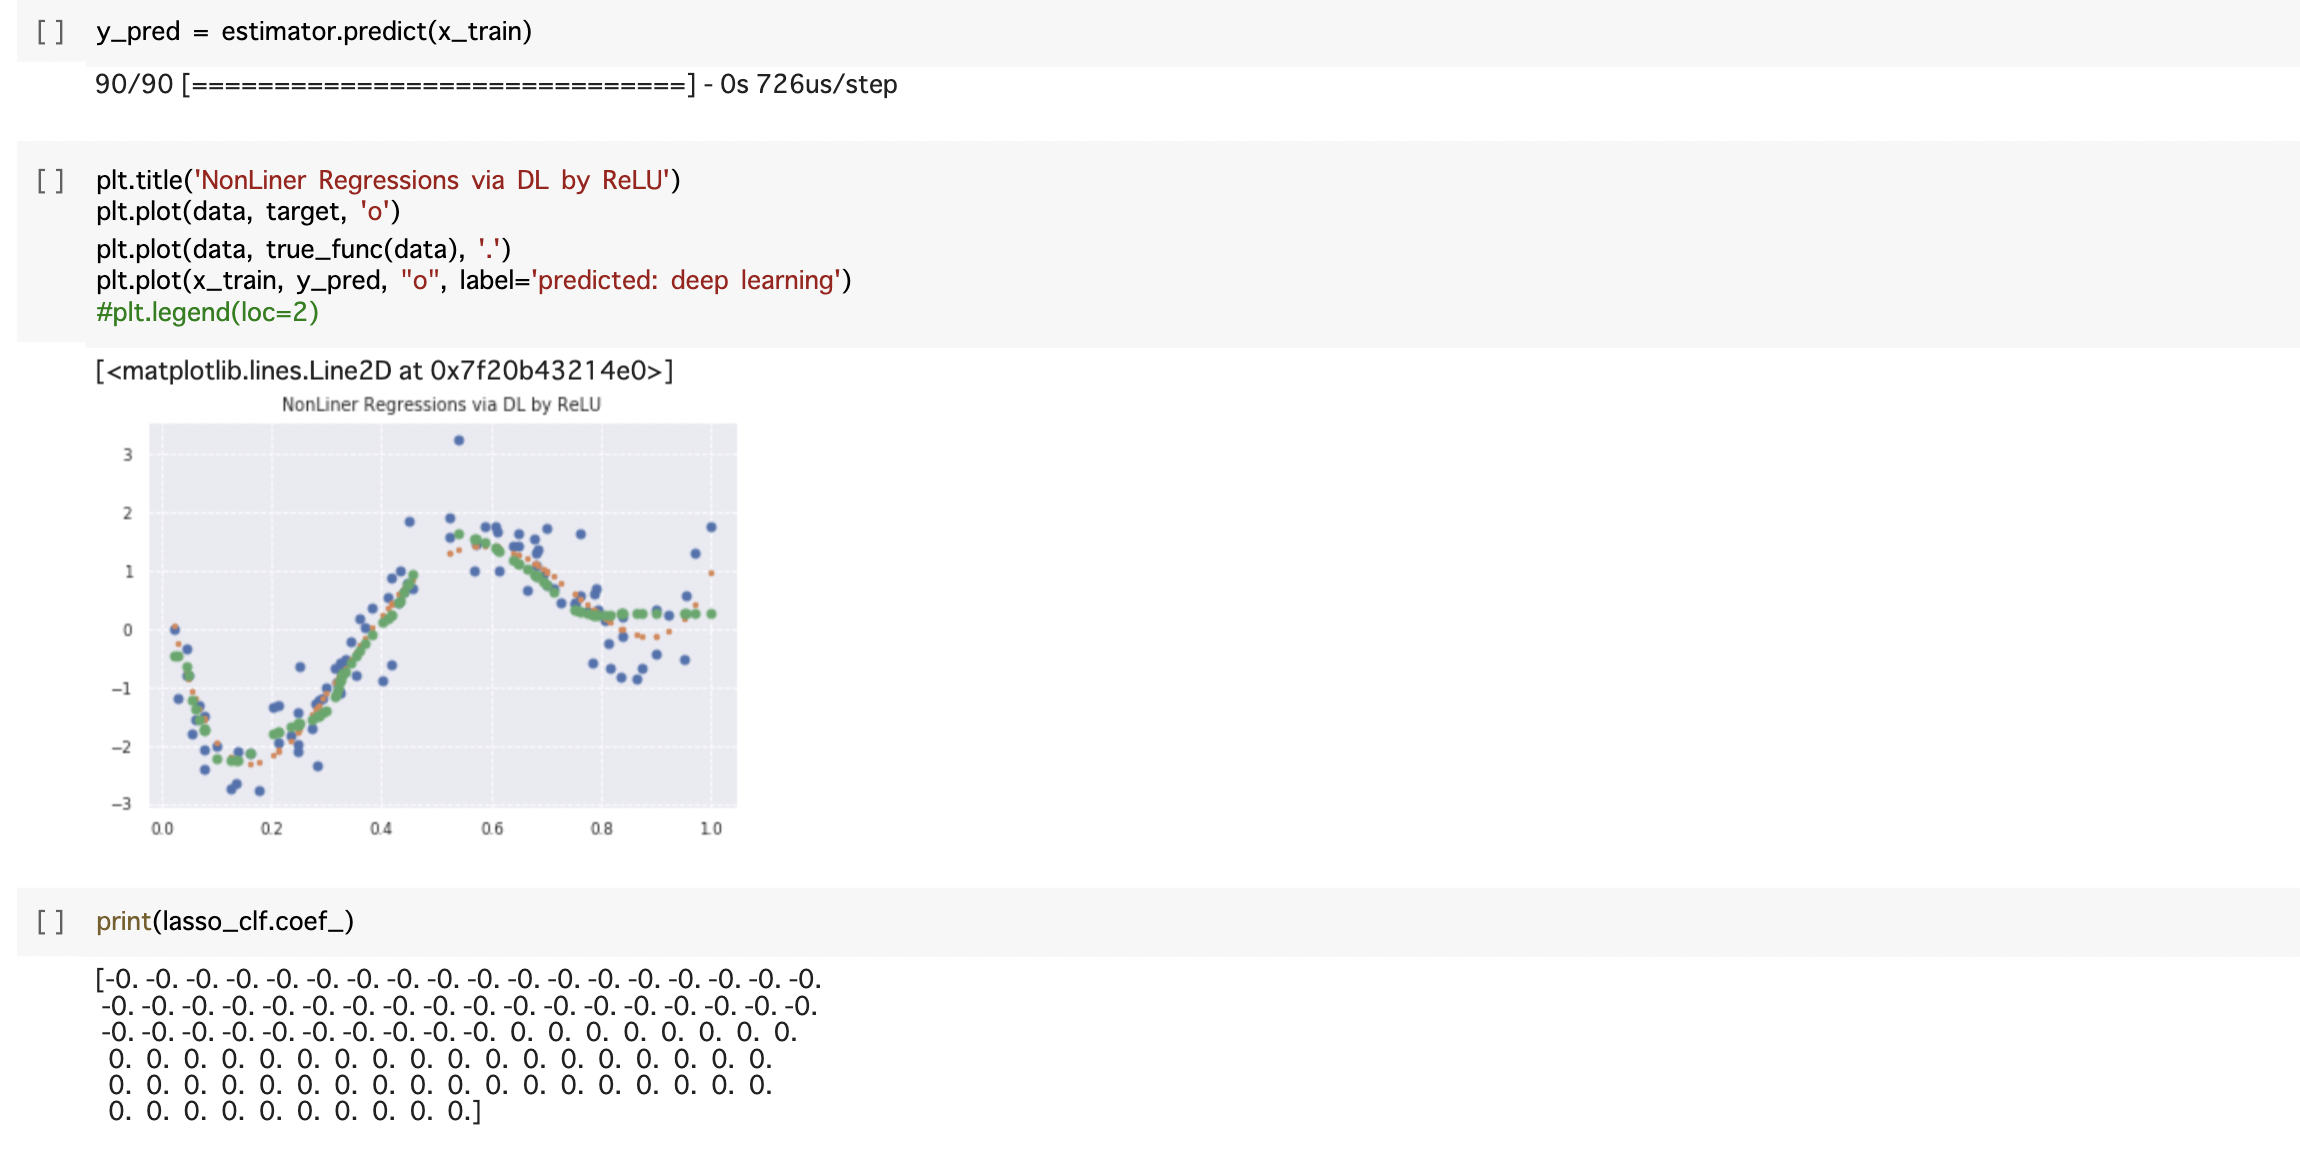 [ ] y_pred = estimator.predict(x_train)
90/90 [==============================] - 0s 726us/step
[ ] plt.title('NonLiner Regressions via DL by ReLU')
plt.plot(data, target, 'o')
plt.plot(data, true_func(data), '.')
plt.plot(x_train, y_pred, "o", label='predicted: deep learning')
#plt.legend(loc=2)
[<matplotlib.lines.Line2D at 0x7f20b43214e0>]
NonLiner Regressions via DL by ReLU
3
2
1
0
−1
−2
−3
0.0 0.2 0.4 0.6 0.8 1.0
[ ] print(lasso_clf.coef_)
[-0. -0. -0. -0. -0. -0. -0. -0. -0. -0. -0. -0. -0. -0. -0. -0. -0. -0.
-0. -0. -0. -0. -0. -0. -0. -0. -0. -0. -0. -0. -0. -0. -0. -0. -0. -0.
-0. -0. -0. -0. -0. -0. -0. -0. -0. -0. 0. 0. 0. 0. 0. 0. 0. 0.
0. 0. 0. 0. 0. 0. 0. 0. 0. 0. 0. 0. 0. 0. 0. 0. 0. 0.
0. 0. 0. 0. 0. 0. 0. 0. 0. 0. 0. 0. 0. 0. 0. 0. 0. 0.
0. 0. 0. 0. 0. 0. 0. 0. 0. 0.]